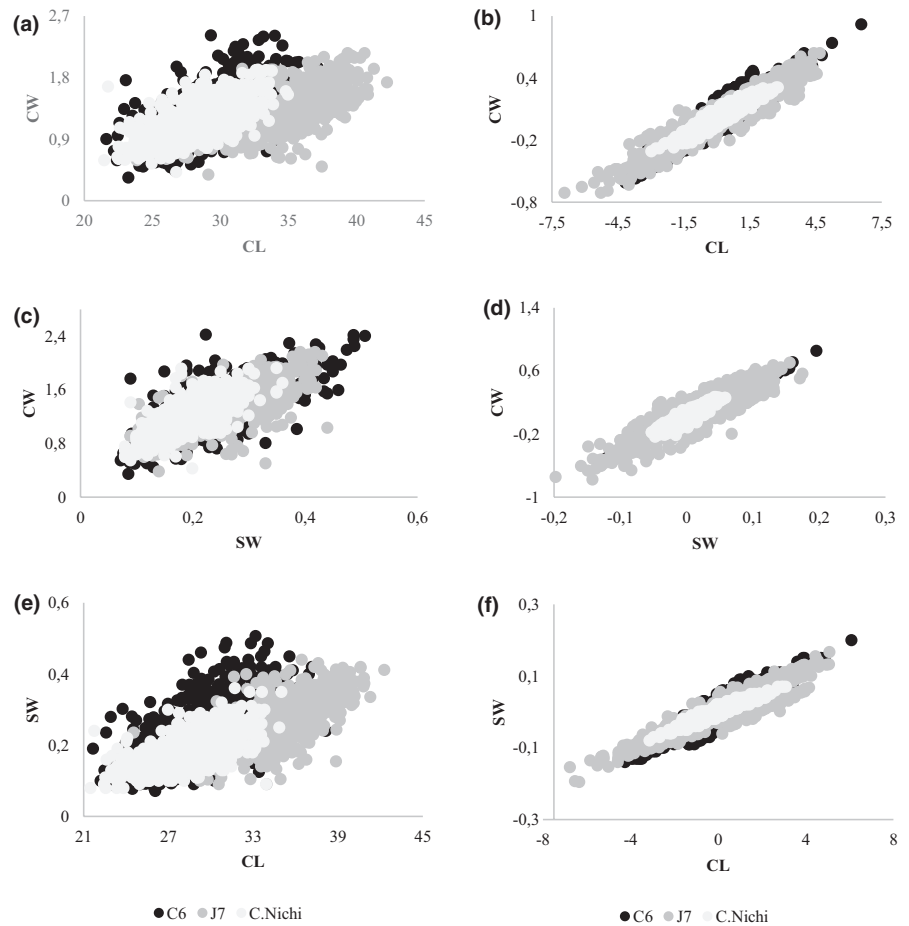 (a)
2,7
1,8
0,9
0
CW
20 25 30 35 40 45
CL
(b)
1
0,4
-0,2
-0,8
CW
-7,5 -4,5 -1,5 1,5 4,5 7,5
CL
(c)
2,4
1,6
0,8
0
CW
0 0,2 0,4 0,6
SW
(d)
1,4
0,6
-0,2
-1
CW
-0,2 -0,1 0 0,1 0,2 0,3
SW
(e)
0,6
0,4
0,2
0
SW
21 27 33 39 45
CL
(f)
0,3
0,1
-0,1
-0,3
SW
-8 -4 0 4 8
CL
C6 J7 C.Nichi
C6 J7 C.Nichi